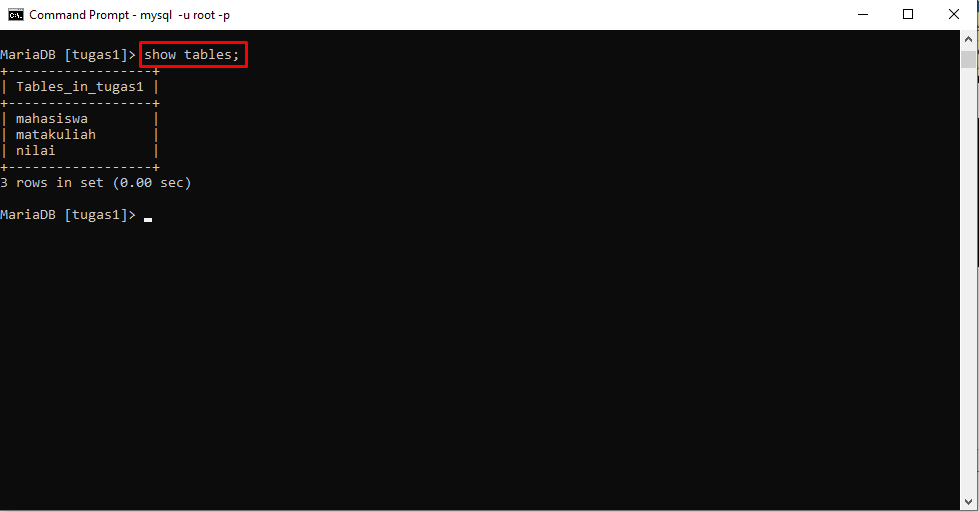 Command Prompt - mysql  -u root -p
MariaDB [tugas1]> show tables;
+------------------+
| Tables_in_tugas1 |
+------------------+
| mahasiswa        |
| matakuliah       |
| nilai            |
+------------------+
3 rows in set (0.00 sec)
MariaDB [tugas1]> _